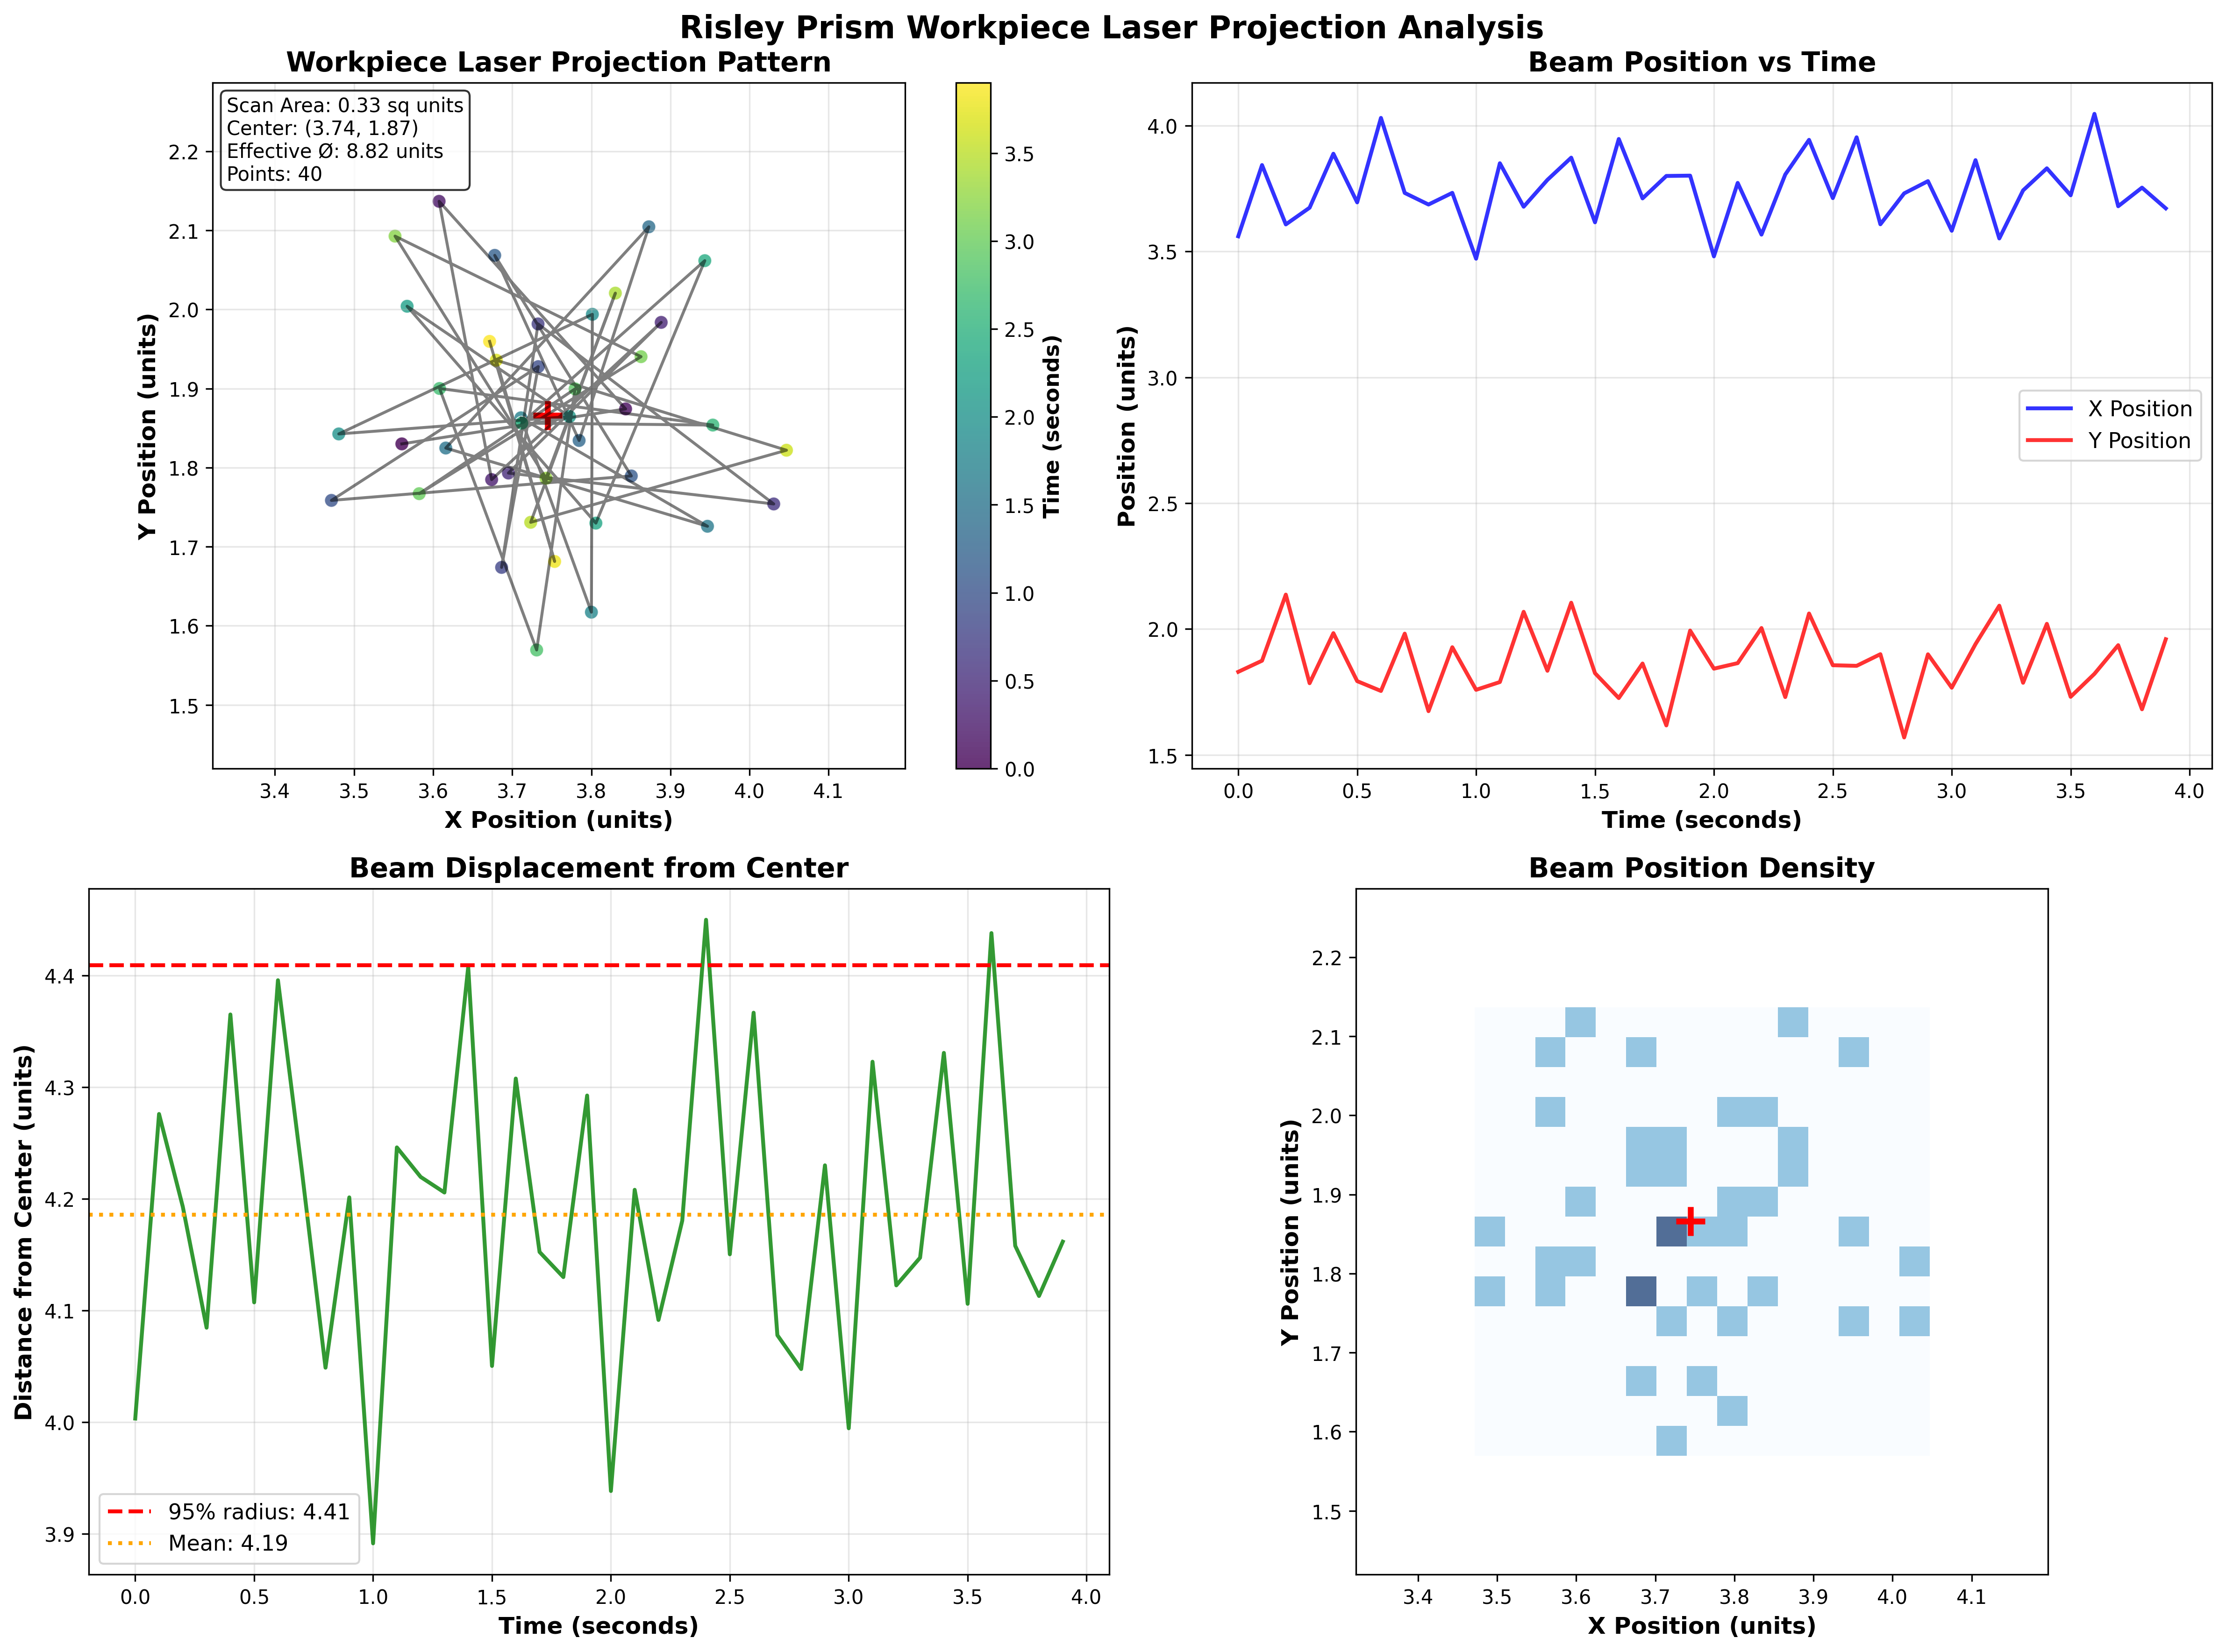 Risley Prism Workpiece Laser Projection Analysis
Workpiece Laser Projection Pattern
Scan Area: 0.33 sq units
Center: (3.74, 1.87)
Effective Ø: 8.82 units
Points: 40
2.2
2.1
2.0
1.9
1.8
1.7
1.6
1.5
Y Position (units)
3.4 3.5 3.6 3.7 3.8 3.9 4.0 4.1
X Position (units)
3.5
3.0
2.5
2.0
1.5
1.0
0.5
0.0
Time (seconds)
Beam Position vs Time
4.0
3.5
3.0
2.5
2.0
1.5
Position (units)
X Position
Y Position
0.0 0.5 1.0 1.5 2.0 2.5 3.0 3.5 4.0
Time (seconds)
Beam Displacement from Center
4.4
4.3
4.2
4.1
4.0
3.9
Distance from Center (units)
95% radius: 4.41
Mean: 4.19
0.0 0.5 1.0 1.5 2.0 2.5 3.0 3.5 4.0
Time (seconds)
Beam Position Density
2.2
2.1
2.0
1.9
1.8
1.7
1.6
1.5
Y Position (units)
3.4 3.5 3.6 3.7 3.8 3.9 4.0 4.1
X Position (units)